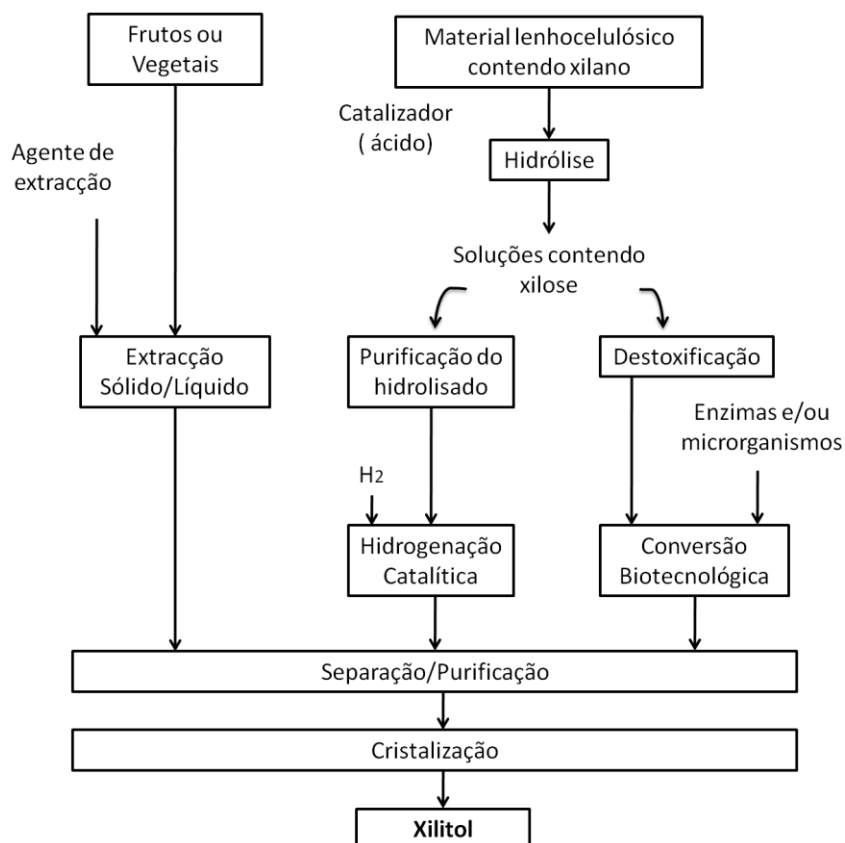 Frutos ou
Vegetais
Material lenhocelulósico
contendo xilano
Catalizador
( ácido)
Agente de
extracção
Hidrólise
Soluções contendo
xilose
Extracção
Sólido/Líquido
Purificação do
hidrolisado
Destoxificação
Enzimas e/ou
microrganismos
H2
Hidrogenação
Catalítica
Conversão
Biotecnológica
Separação/Purificação
Cristalização
Xilitol